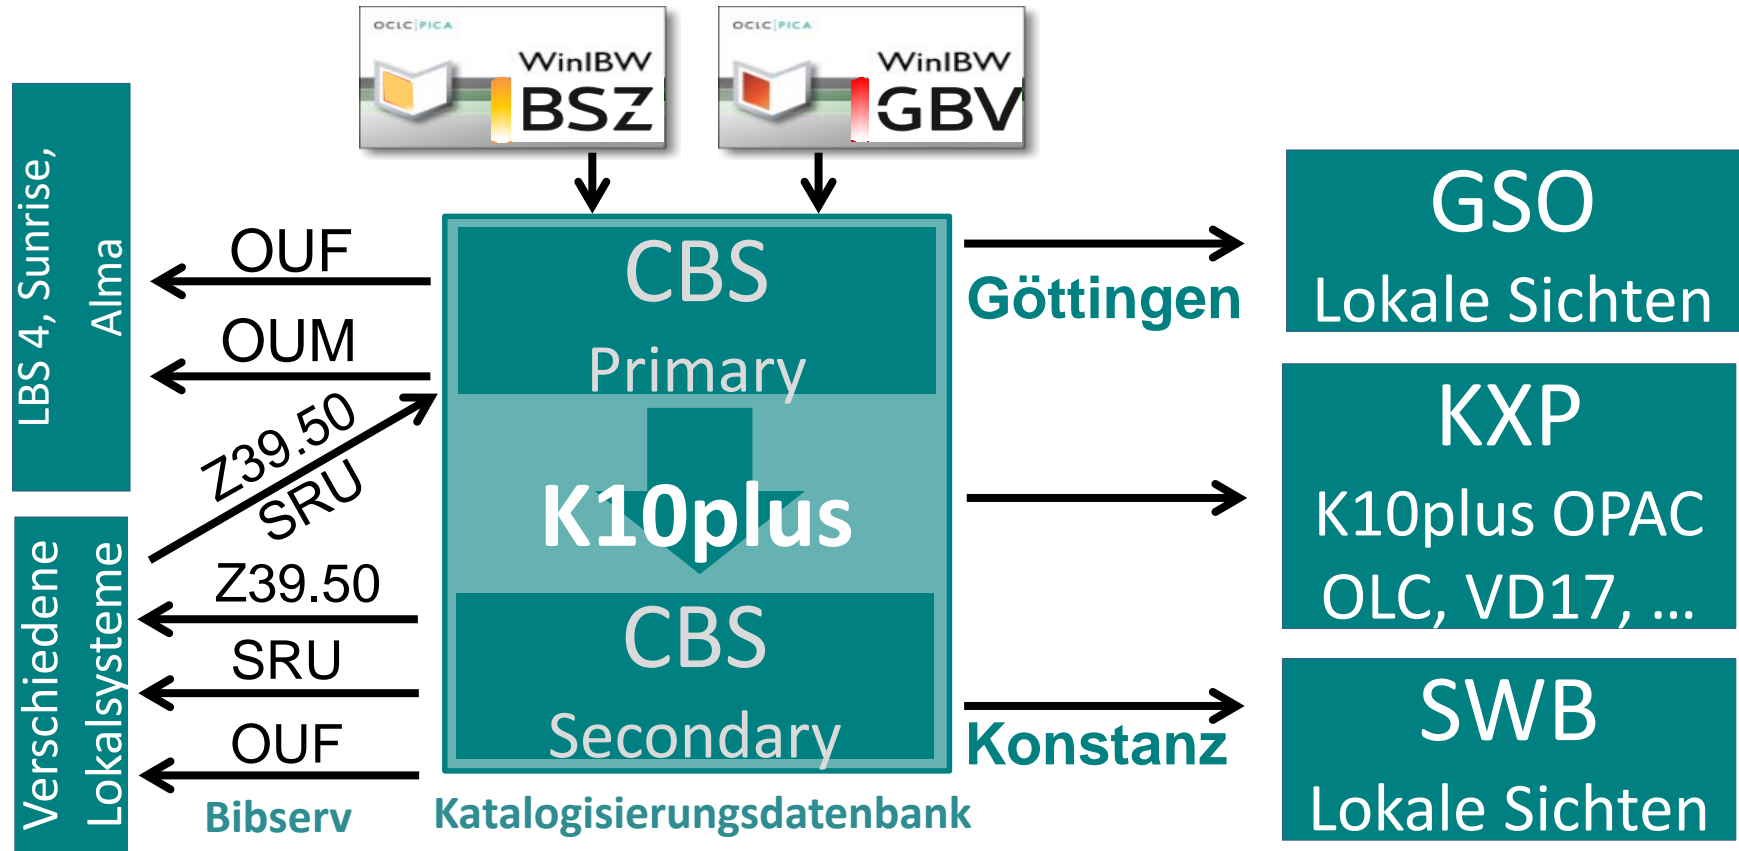 OCLC|PICA
WinIBW
BSZ
OCLC|PICA
WinIBW
GBV
LBS 4, Sunrise,
Alma
Verschiedene
Lokalsysteme
OUF
OUM
Z39.50
SRU
Z39.50
SRU
OUF
Bibserv
CBS
Primary
K10plus
CBS
Secondary
Katalogisierungsdatenbank
Göttingen
Konstanz
GSO
Lokale Sichten
KXP
K10plus OPAC
OLC, VD17, ...
SWB
Lokale Sichten